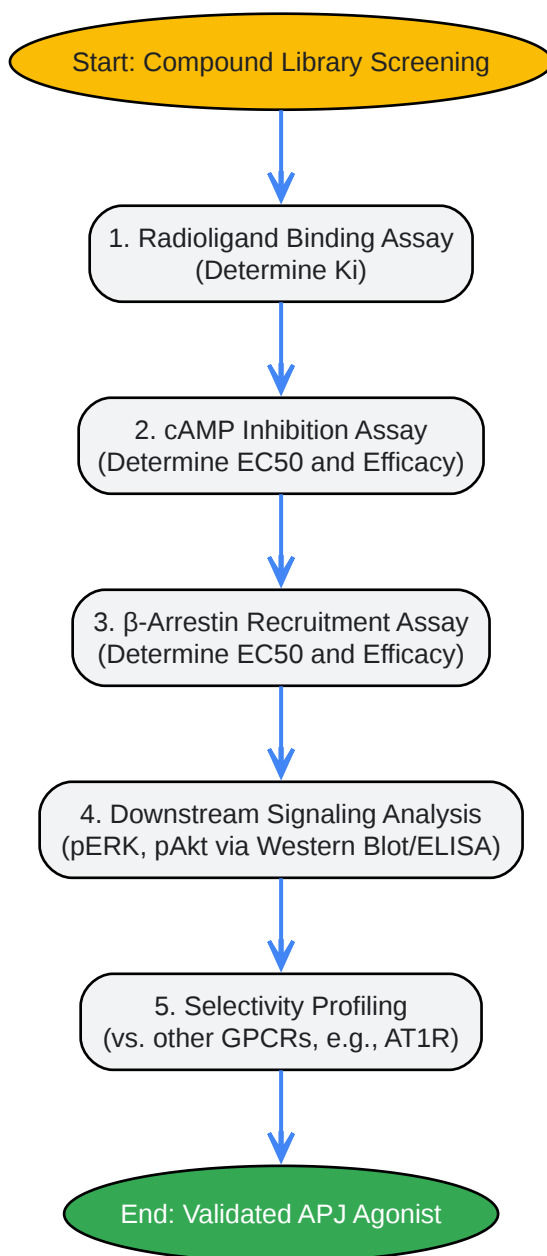 Start: Compound Library Screening
1. Radioligand Binding Assay
(Determine Ki)
2. cAMP Inhibition Assay
(Determine EC50 and Efficacy)
3. β-Arrestin Recruitment Assay
(Determine EC50 and Efficacy)
4. Downstream Signaling Analysis
(pERK, pAkt via Western Blot/ELISA)
5. Selectivity Profiling
(vs. other GPCRs, e.g., AT1R)
End: Validated APJ Agonist